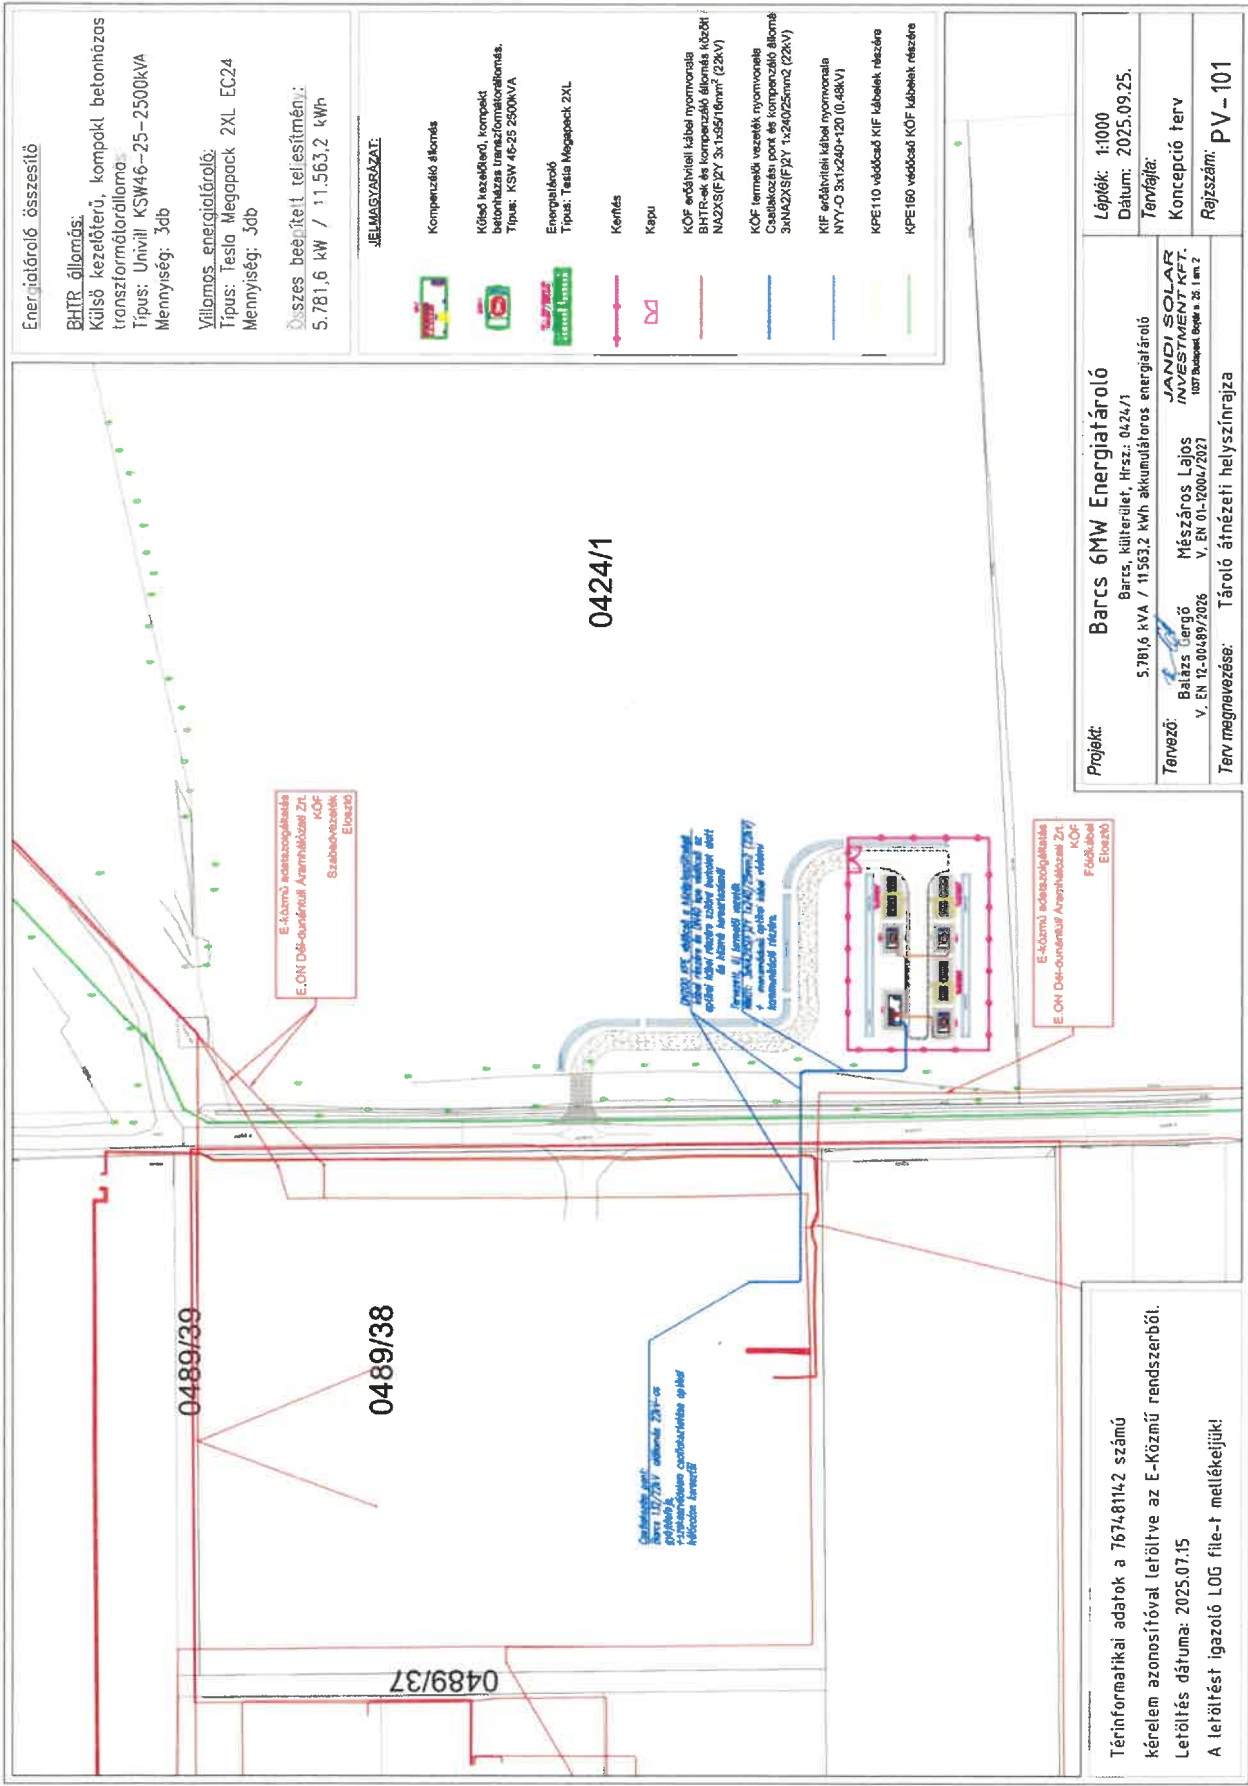 Energiatároló összesítő
BHTR állomás:
Külső kezelőterű, kompakt betonházas
transzformátorállomás
Típus: Univill KSW46-25-2500kVA
Mennyiség: 3db
Villamos energiatároló:
Típus: Tesla Megapack 2XL EC24
Mennyiség: 3db
Összes beépített teljesítmény:
5.781,6 kW / 11.563,2 kWh
JELMAGYARÁZAT:
Kompenzáló állomás
Külső kezelőterű, kompakt
betonházas transzformátorállomás.
Típus: KSW 46-25 2500kVA
Energiatároló
Típus: Tesla Megapack 2XL
Kerítés
Kapu
KÖF erőátviteli kábel nyomvonala
BHTR-ek és kompenzáló állomás között
NA2XS(F)2Y 3x1x95/16mm² (22kV)
KÖF termelői vezeték nyomvonala
Csatlakozási pont és kompenzáló állomás
3xNA2XS(F)2Y 1x240/25mm2 (22kV)
KIF erőátviteli kábel nyomvonala
NYY-O 3x1x240+120 (0.48kV)
KPE110 védőcső KIF kábelek részére
KPE160 védőcső KÖF kábelek részére
E-közmű adatszolgáltatás
E.ON Dél-dunántúli Áramhálózati Zrt.
KÖF
Szabadvezeték
Elosztó
0424/1
0489/39
0489/38
0489/37
E-közmű adatszolgáltatás
E.ON Dél-dunántúli Áramhálózati Zrt.
KÖF
Földkábel
Elosztó
Térinformatikai adatok a 767481142 számú
kérelem azonosítóval letöltve az E-Közmű rendszerből.
Letöltés dátuma: 2025.07.15
A letöltést igazoló LOG file-t mellékeljük!
Projekt:
Barcs 6MW Energiatároló
Barcs, külterület, Hrsz.: 0424/1
5.781,6 kVA / 11.563,2 kWh akkumulátoros energiatároló
Tervező:
Balázs Gergő
V, EN 12-00489/2026
Mészáros Lajos
V, EN 01-12004/2027
JANDI SOLAR
INVESTMENT KFT.
Terv megnevezése:
Tároló átnézeti helyszínrajza
Lépték: 1:1000
Dátum: 2025.09.25.
Tervfajta:
Koncepció terv
Rajzszám:
PV-101